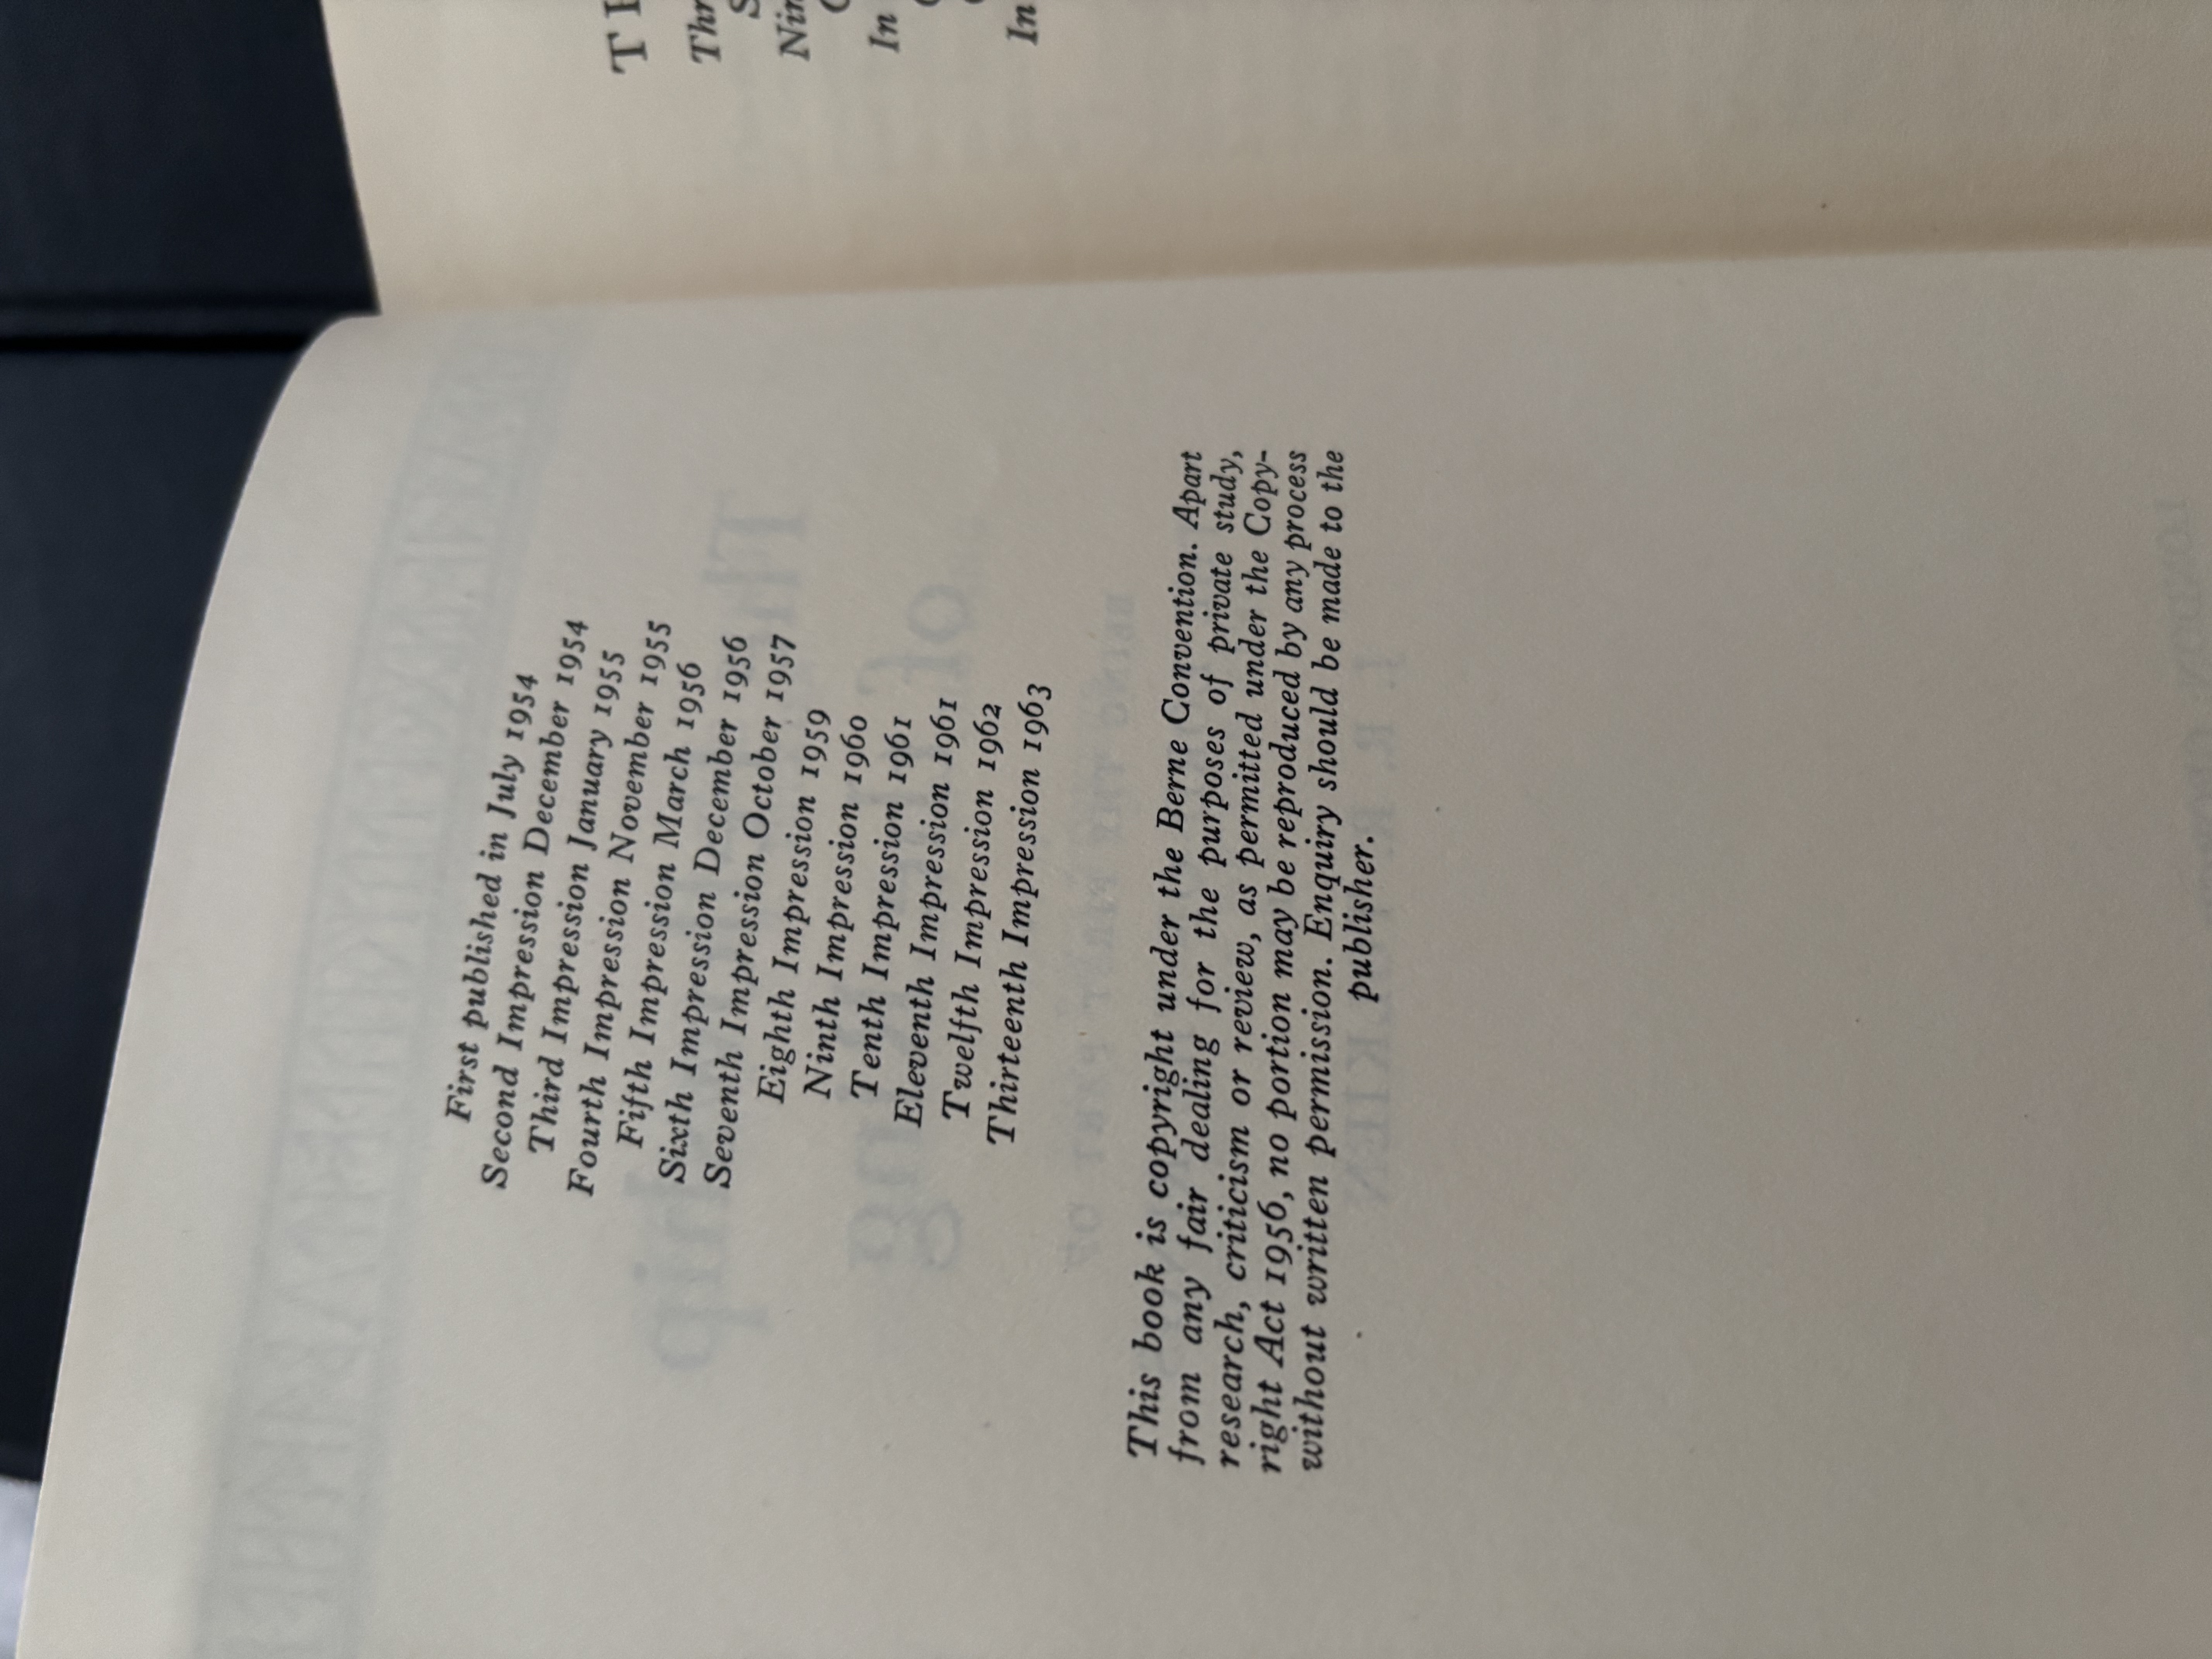 First published in July 1954
Second Impression December 1954
Third Impression January 1955
Fourth Impression November 1955
Fifth Impression March 1956
Sixth Impression December 1956
Seventh Impression October 1957
Eighth Impression 1959
Ninth Impression 1960
Tenth Impression 1961
Eleventh Impression 1961
Twelfth Impression 1962
Thirteenth Impression 1963
This book is copyright under the Berne Convention. Apart
from any fair dealing for the purposes of private study,
research, criticism or review, as permitted under the Copy-
right Act 1956, no portion may be reproduced by any process
without written permission. Enquiry should be made to the
publisher.
In
In